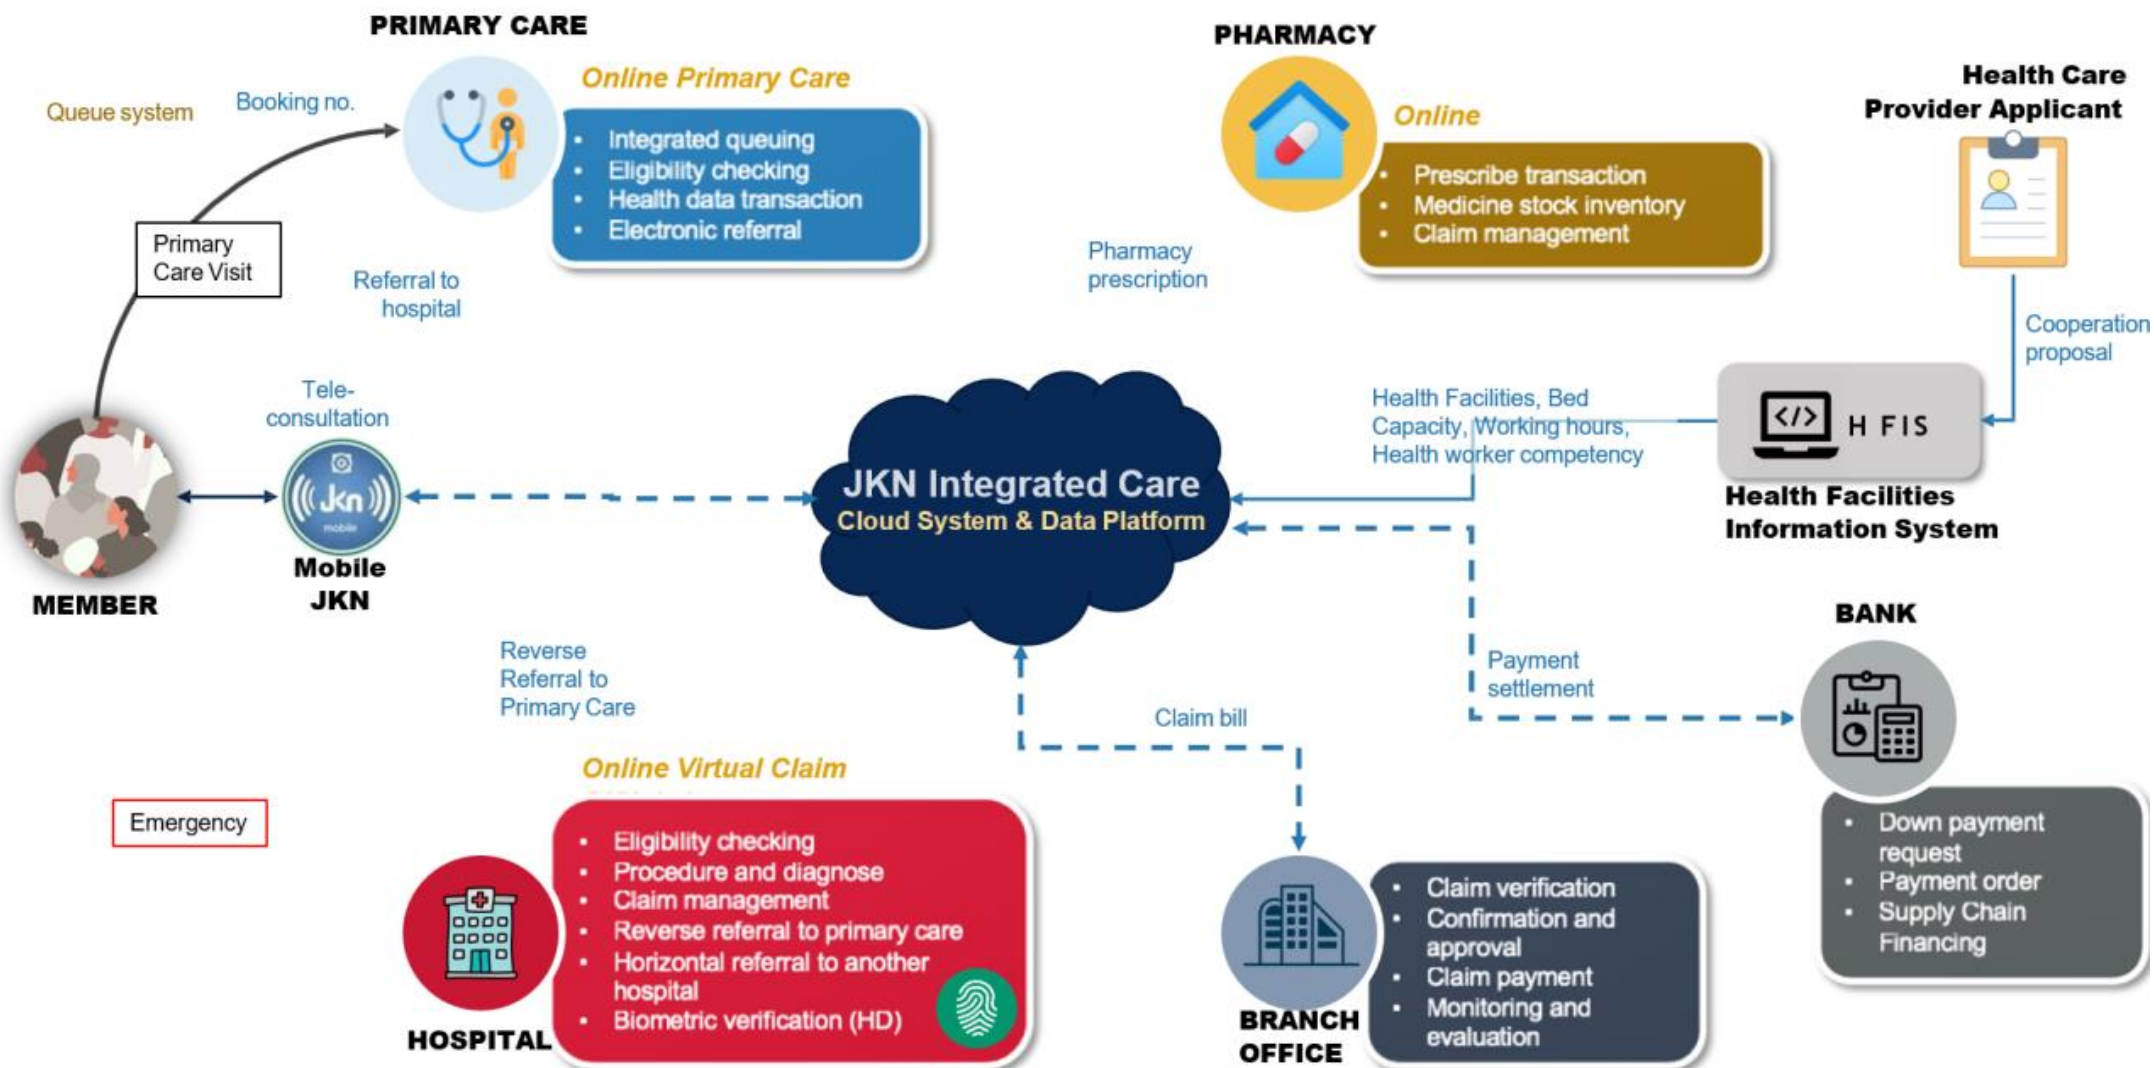 PRIMARY CARE
Queue system
Booking no.
Online Primary Care
• Integrated queuing
• Eligibility checking
• Health data transaction
• Electronic referral
Primary
Care Visit
Referral to
hospital
PHARMACY
Online
• Prescribe transaction
• Medicine stock inventory
• Claim management
Pharmacy
prescription
Health Care
Provider Applicant
Cooperation
proposal
Tele-
consultation
Jkn
mobile
Mobile
JKN
MEMBER
JKN Integrated Care
Cloud System & Data Platform
Health Facilities, Bed
Capacity, Working hours,
Health worker competency
</> H FIS
Health Facilities
Information System
Reverse
Referral to
Primary Care
Claim bill
Payment
settlement
BANK
• Down payment
request
• Payment order
• Supply Chain
Financing
Emergency
Online Virtual Claim
• Eligibility checking
• Procedure and diagnose
• Claim management
• Reverse referral to primary care
• Horizontal referral to another
hospital
• Biometric verification (HD)
HOSPITAL
BRANCH
OFFICE
• Claim verification
• Confirmation and
approval
• Claim payment
• Monitoring and
evaluation